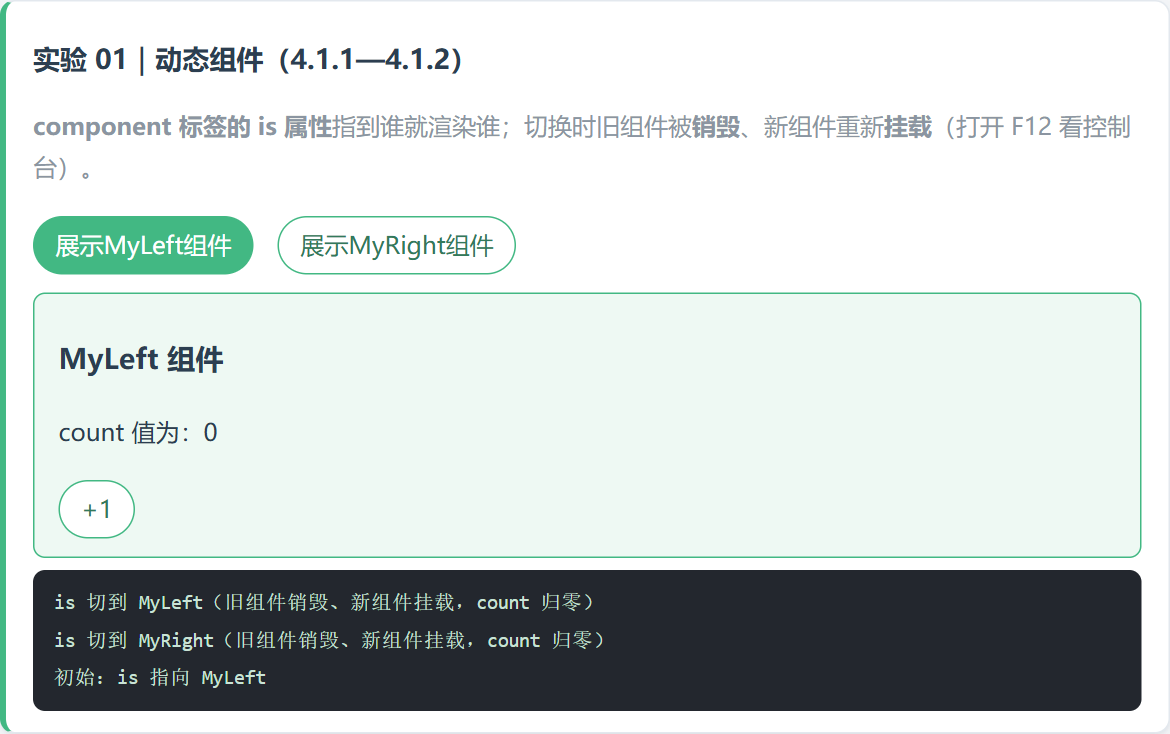 实验 01｜动态组件（4.1.1—4.1.2）
component 标签的 is 属性指到谁就渲染谁；切换时旧组件被销毁、新组件重新挂载（打开 F12 看控制
台）。
展示MyLeft组件 展示MyRight组件
MyLeft 组件
count 值为：0
+1
is 切到 MyLeft（旧组件销毁、新组件挂载，count 归零）
is 切到 MyRight（旧组件销毁、新组件挂载，count 归零）
初始：is 指向 MyLeft